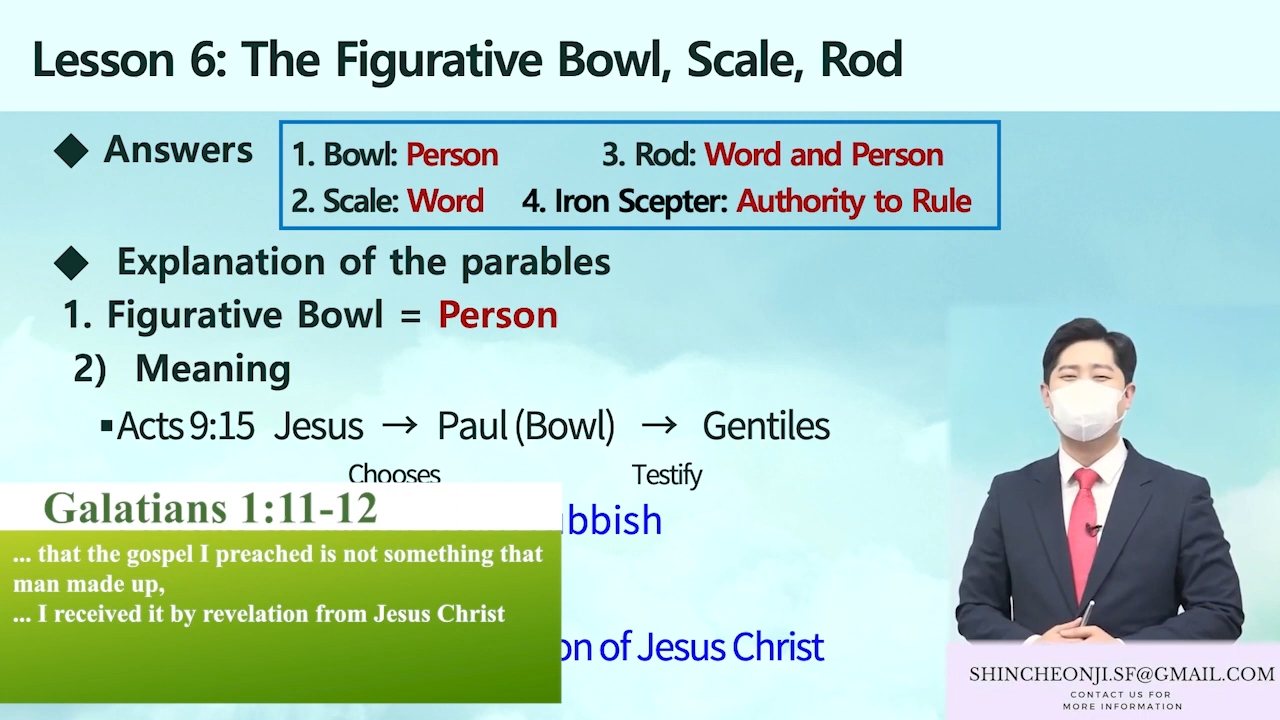 Lesson 6: The Figurative Bowl, Scale, Rod
◆ Answers
1. Bowl: Person 3. Rod: Word and Person
2. Scale: Word 4. Iron Scepter: Authority to Rule
◆ Explanation of the parables
1. Figurative Bowl = Person
2) Meaning
▪Acts 9:15 Jesus → Paul (Bowl) → Gentiles
Chooses Testify
Galatians 1:11-12
... that the gospel I preached is not something that
man made up,
... I received it by revelation from Jesus Christ
of Jesus Christ
SHINCHEONJI.SF@GMAIL.COM
CONTACT US FOR
MORE INFORMATION